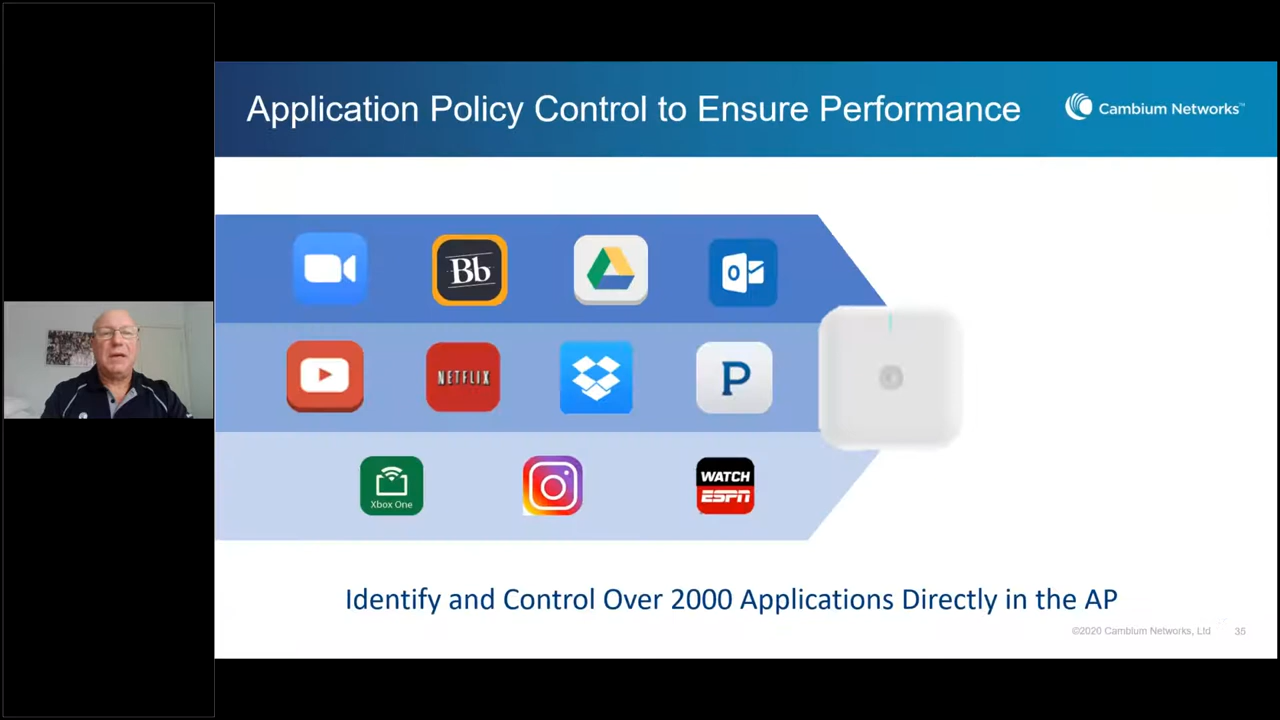 Application Policy Control to Ensure Performance
Cambium Networks™
Bb
O
NETFLIX
P
Xbox One
WATCH
ESPN
Identify and Control Over 2000 Applications Directly in the AP
©2020 Cambium Networks, Ltd
35